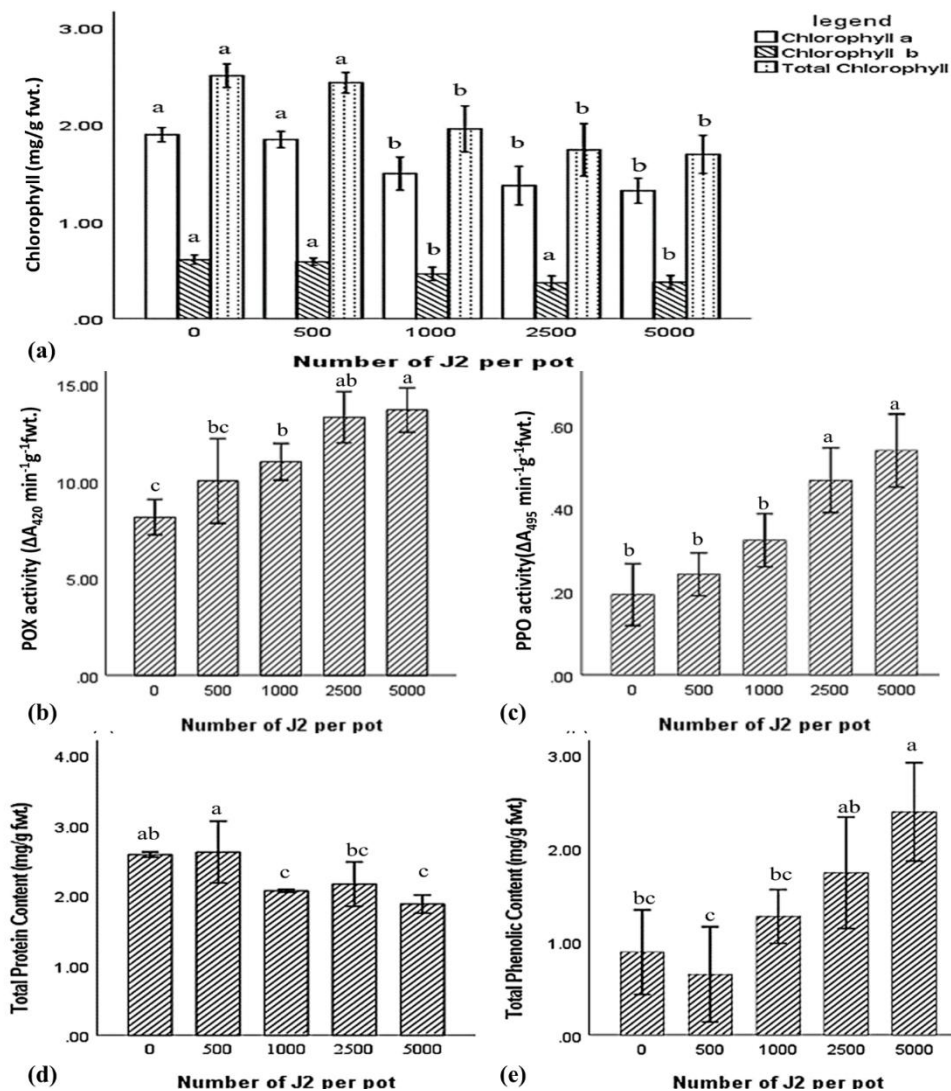 legend
Chlorophyll a
Chlorophyll b
Total Chlorophyll
Chlorophyll (mg/g fwt.)
3.00
2.00
1.00
.00
a a a
a a a
b b b
b a b
b b b
0 500 1000 2500 5000
Number of J2 per pot
(a)
POX activity (ΔA420 min-1g-1fwt.)
15.00
10.00
5.00
.00
c bc b ab a
0 500 1000 2500 5000
Number of J2 per pot
(b)
PPO activity(ΔA495 min-1g-1fwt.)
.60
.40
.20
.00
b b b a a
0 500 1000 2500 5000
Number of J2 per pot
(c)
Total Protein Content (mg/g fwt.)
4.00
3.00
2.00
1.00
.00
ab a c bc c
0 500 1000 2500 5000
Number of J2 per pot
(d)
Total Phenolic Content (mg/g fwt.)
3.00
2.00
1.00
.00
bc c bc ab a
0 500 1000 2500 5000
Number of J2 per pot
(e)